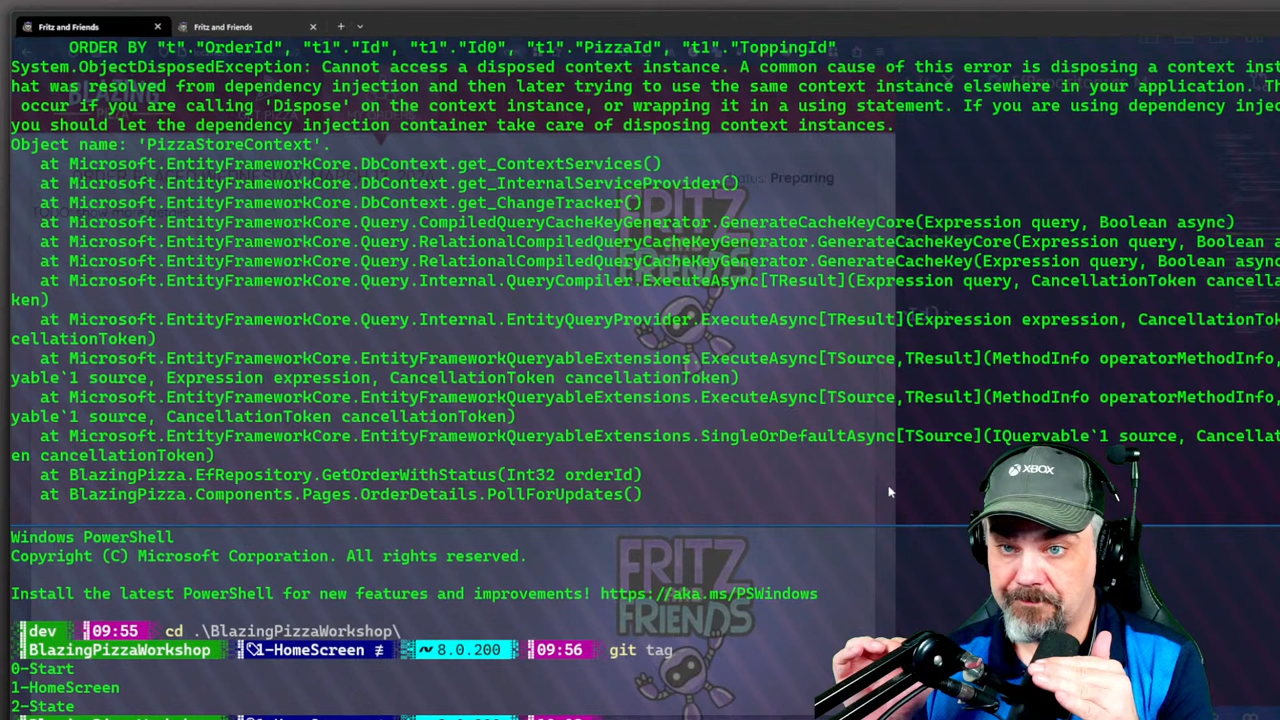 Fritz and Friends
Fritz and Friends
ORDER BY "t"."OrderId", "t1"."Id", "t1"."Id0", "t1"."PizzaId", "t1"."ToppingId"
System.ObjectDisposedException: Cannot access a disposed context instance. A common cause of this error is disposing a context inst
hat was resolved from dependency injection and then later trying to use the same context instance elsewhere in your application. Th
occur if you are calling 'Dispose' on the context instance, or wrapping it in a using statement. If you are using dependency injec
you should let the dependency injection container take care of disposing context instances.
Object name: 'PizzaStoreContext'.
at Microsoft.EntityFrameworkCore.DbContext.get_ContextServices()
at Microsoft.EntityFrameworkCore.DbContext.get_InternalServiceProvider()
Status: Preparing
at Microsoft.EntityFrameworkCore.DbContext.get_ChangeTracker()
at Microsoft.EntityFrameworkCore.Query.CompiledQueryCacheKeyGenerator.GenerateCacheKeyCore(Expression query, Boolean async)
at Microsoft.EntityFrameworkCore.Query.RelationalCompiledQueryCacheKeyGenerator.GenerateCacheKeyCore(Expression query, Boolean a
at Microsoft.EntityFrameworkCore.Query.RelationalCompiledQueryCacheKeyGenerator.GenerateCacheKey(Expression query, Boolean async
at Microsoft.EntityFrameworkCore.Query.Internal.QueryCompiler.ExecuteAsync[TResult](Expression query, CancellationToken cancella
ken)
at Microsoft.EntityFrameworkCore.Query.Internal.EntityQueryProvider.ExecuteAsync[TResult](Expression expression, CancellationTok
cellationToken)
at Microsoft.EntityFrameworkCore.EntityFrameworkQueryableExtensions.ExecuteAsync[TSource,TResult](MethodInfo operatorMethodInfo,
yable`1 source, Expression expression, CancellationToken cancellationToken)
at Microsoft.EntityFrameworkCore.EntityFrameworkQueryableExtensions.ExecuteAsync[TSource,TResult](MethodInfo operatorMethodInfo,
yable`1 source, CancellationToken cancellationToken)
at Microsoft.EntityFrameworkCore.EntityFrameworkQueryableExtensions.SingleOrDefaultAsync[TSource](IQueryable`1 source, Cancellat
en cancellationToken)
at BlazingPizza.EfRepository.GetOrderWithStatus(Int32 orderId)
at BlazingPizza.Components.Pages.OrderDetails.PollForUpdates()
FRITZ
AND
FRIENDS
XBOX
Windows PowerShell
Copyright (C) Microsoft Corporation. All rights reserved.
Install the latest PowerShell for new features and improvements! https://aka.ms/PSWindows
FRITZ
AND
FRIENDS
dev 09:55 cd .\BlazingPizzaWorkshop\
BlazingPizzaWorkshop 1-HomeScreen ≢ 8.0.200 09:56 git tag
0-Start
1-HomeScreen
2-State